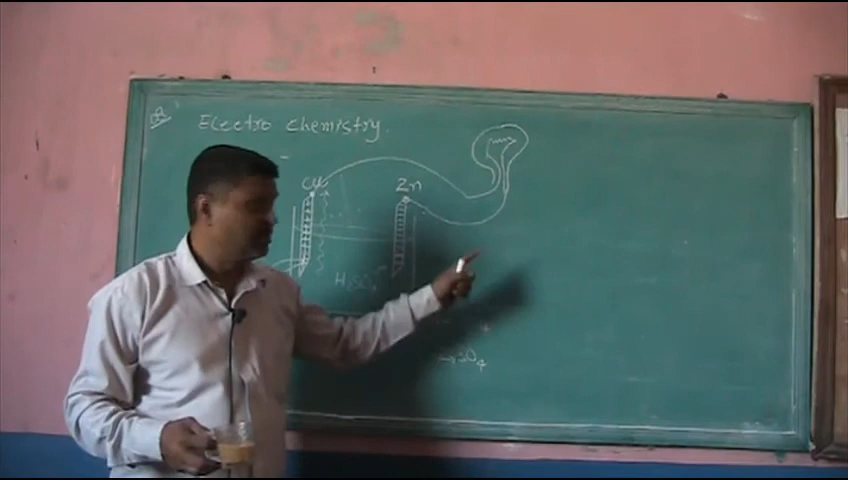 Electro Chemistry.
Cu
Zn
H₂SO₄